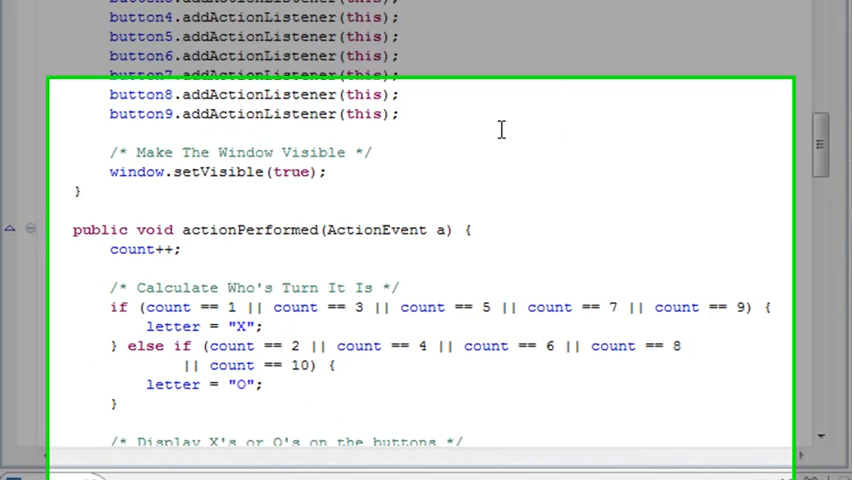 button4.addActionListener(this);
button5.addActionListener(this);
button6.addActionListener(this);
button7.addActionListener(this);
button8.addActionListener(this);
button9.addActionListener(this);
/* Make The Window Visible */
window.setVisible(true);
}
public void actionPerformed(ActionEvent a) {
count++;
/* Calculate Who's Turn It Is */
if (count == 1 || count == 3 || count == 5 || count == 7 || count == 9) {
letter = "X";
} else if (count == 2 || count == 4 || count == 6 || count == 8
|| count == 10) {
letter = "O";
}
/* Display X's or O's on the buttons */